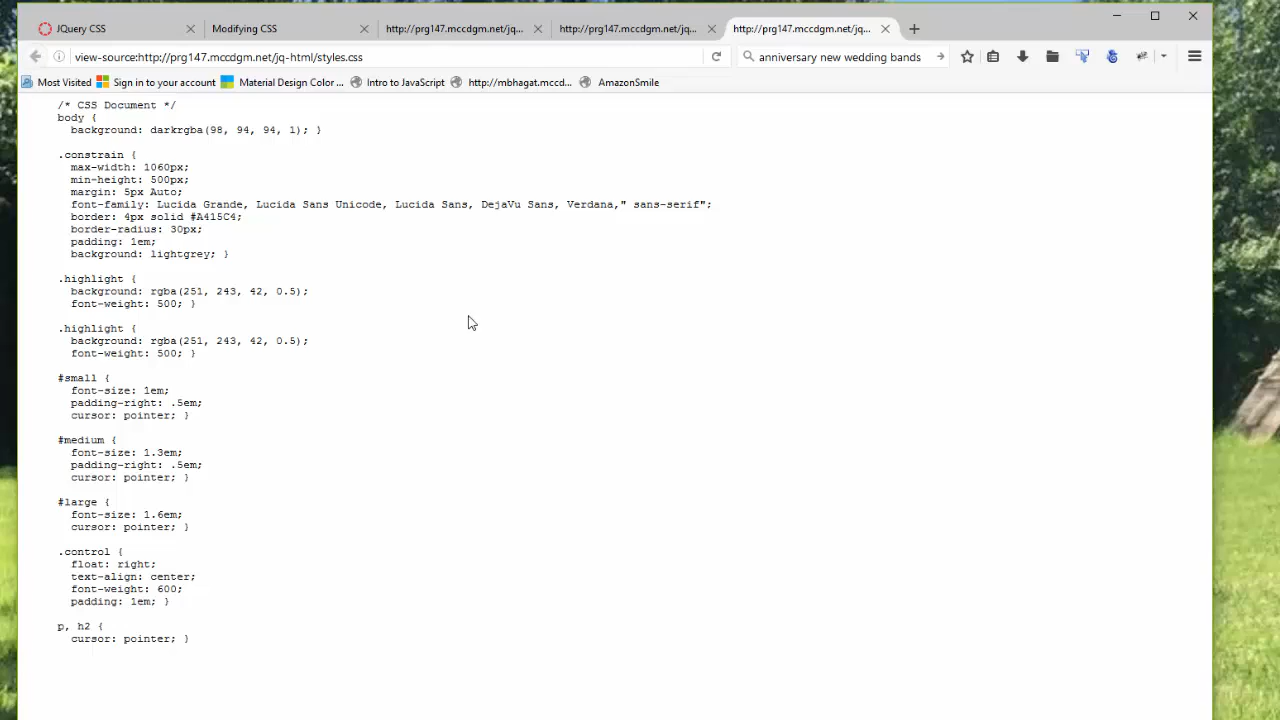 JQuery CSS
Modifying CSS
http://prg147.mccdgm.net/jq...
http://prg147.mccdgm.net/jq...
http://prg147.mccdgm.net/jq...
view-source:http://prg147.mccdgm.net/jq-html/styles.css
anniversary new wedding bands
Most Visited
Sign in to your account
Material Design Color ...
Intro to JavaScript
http://mbhagat.mccd...
AmazonSmile
/* CSS Document */
body {
background: darkrgba(98, 94, 94, 1); }
.constrain {
max-width: 1060px;
min-height: 500px;
margin: 5px Auto;
font-family: Lucida Grande, Lucida Sans Unicode, Lucida Sans, DejaVu Sans, Verdana," sans-serif";
border: 4px solid #A415C4;
border-radius: 30px;
padding: 1em;
background: lightgrey; }
.highlight {
background: rgba(251, 243, 42, 0.5);
font-weight: 500; }
.highlight {
background: rgba(251, 243, 42, 0.5);
font-weight: 500; }
#small {
font-size: 1em;
padding-right: .5em;
cursor: pointer; }
#medium {
font-size: 1.3em;
padding-right: .5em;
cursor: pointer; }
#large {
font-size: 1.6em;
cursor: pointer; }
.control {
float: right;
text-align: center;
font-weight: 600;
padding: 1em; }
p, h2 {
cursor: pointer; }